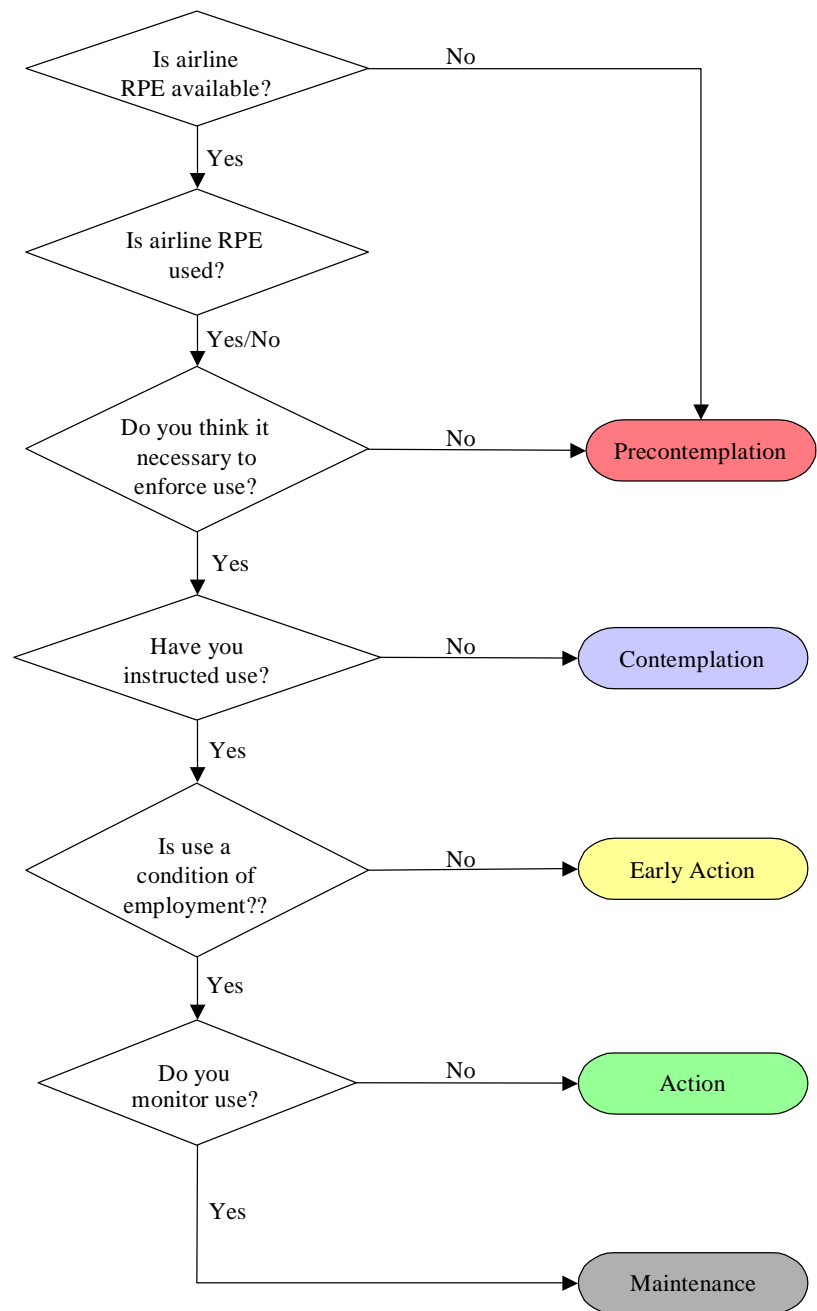 Is airline
RPE available?
No
Yes
Is airline RPE
used?
Yes/No
Do you think it
necessary to
enforce use?
No
Precontemplation
Yes
Have you
instructed use?
No
Contemplation
Yes
Is use a
condition of
employment??
No
Early Action
Yes
Do you
monitor use?
No
Action
Yes
Maintenance